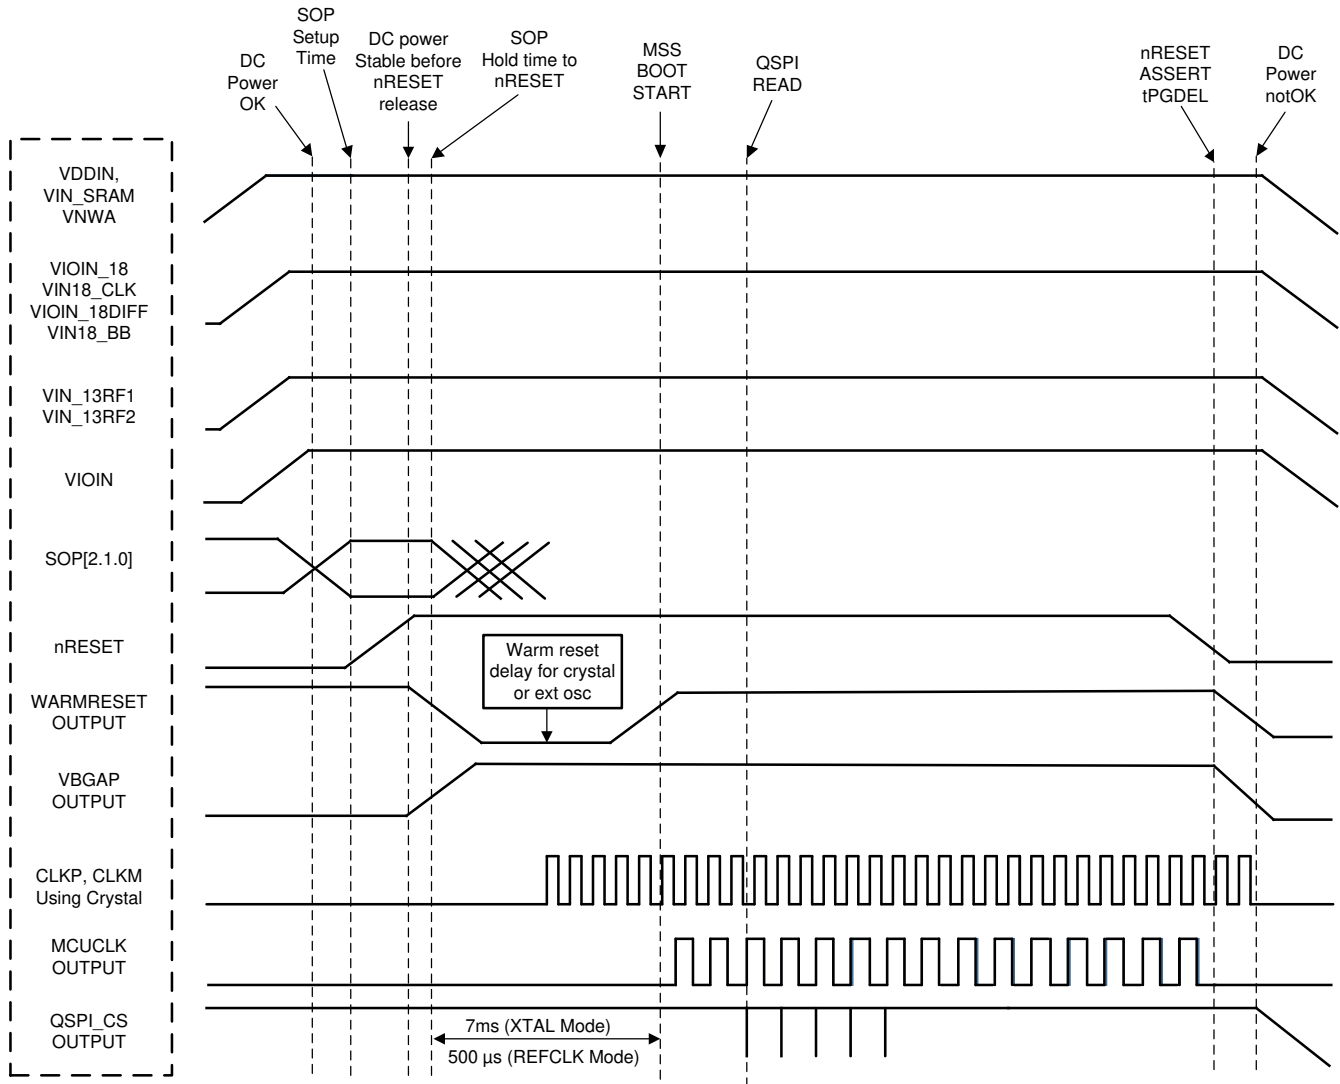 SOP
Setup
Time
DC
Power
OK
DC power
Stable before
nRESET
release
SOP
Hold time to
nRESET
MSS
BOOT
START
QSPI
READ
nRESET
ASSERT
tPGDEL
DC
Power
notOK
VDDIN,
VIN_SRAM
VNWA
VIOIN_18
VIN18_CLK
VIOIN_18DIFF
VIN18_BB
VIN_13RF1
VIN_13RF2
VIOIN
SOP[2.1.0]
nRESET
Warm reset
delay for crystal
or ext osc
WARMRESET
OUTPUT
VBGAP
OUTPUT
CLKP, CLKM
Using Crystal
MCUCLK
OUTPUT
QSPI_CS
OUTPUT
7ms (XTAL Mode)
500 µs (REFCLK Mode)